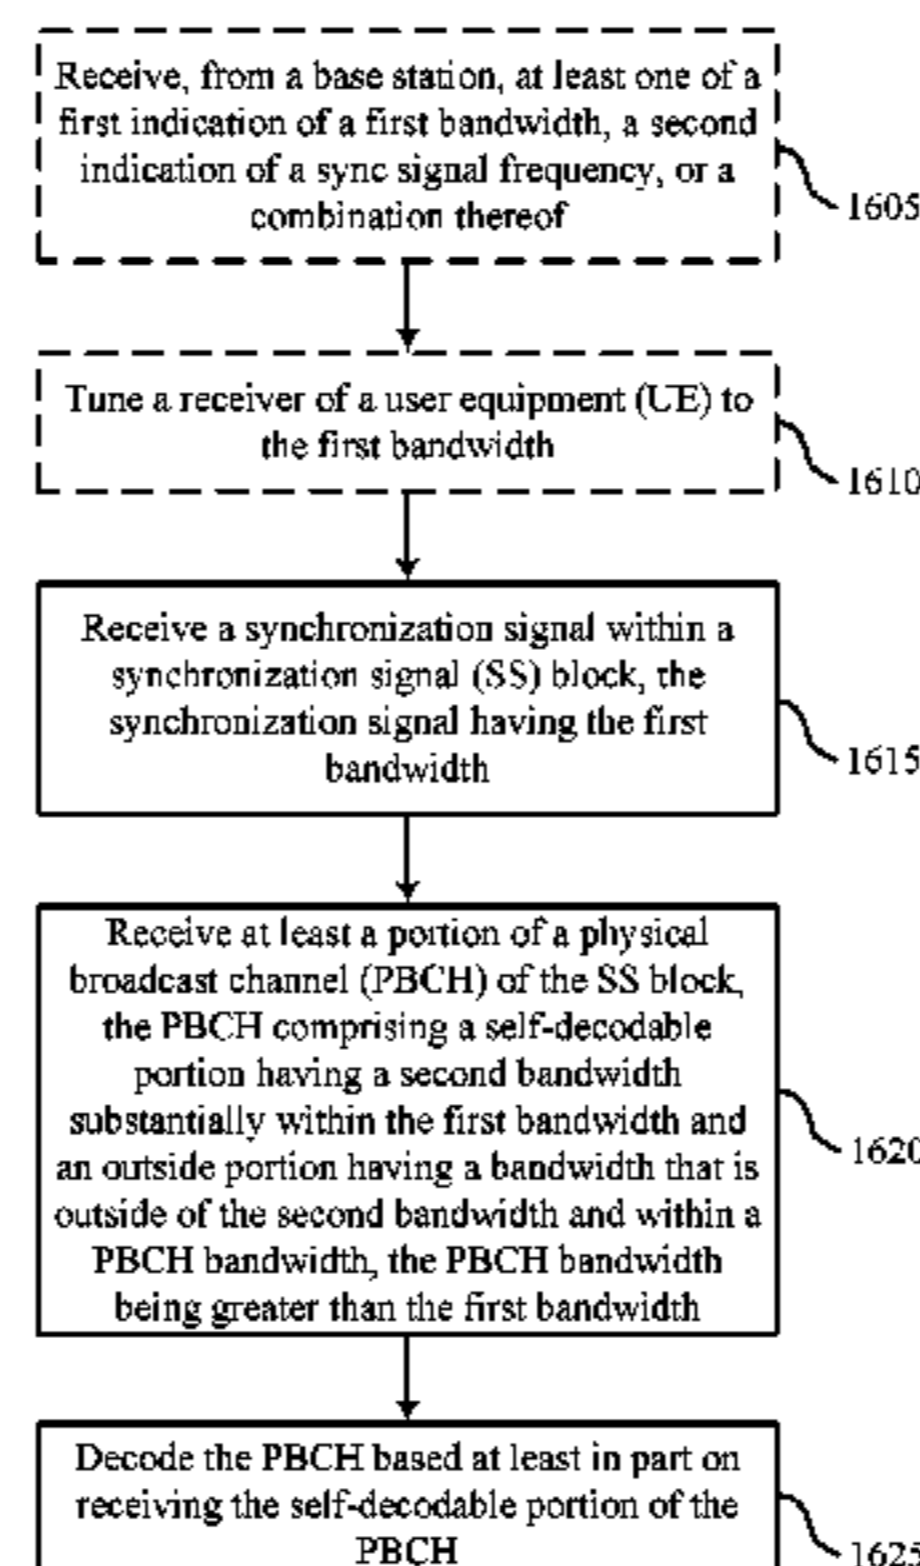 Receive, from a base station, at least one of a
first indication of a first bandwidth, a second
indication of a sync signal frequency, or a
combination thereof
1605
Tune a receiver of a user equipment (UE) to
the first bandwidth
1610
Receive a synchronization signal within a
synchronization signal (SS) block, the
synchronization signal having the first
bandwidth
1615
Receive at least a portion of a physical
broadcast channel (PBCH) of the SS block,
the PBCH comprising a self-decodable
portion having a second bandwidth
substantially within the first bandwidth and
an outside portion having a bandwidth that is
outside of the second bandwidth and within a
PBCH bandwidth, the PBCH bandwidth
being greater than the first bandwidth
1620
Decode the PBCH based at least in part on
receiving the self-decodable portion of the
PBCH
1625